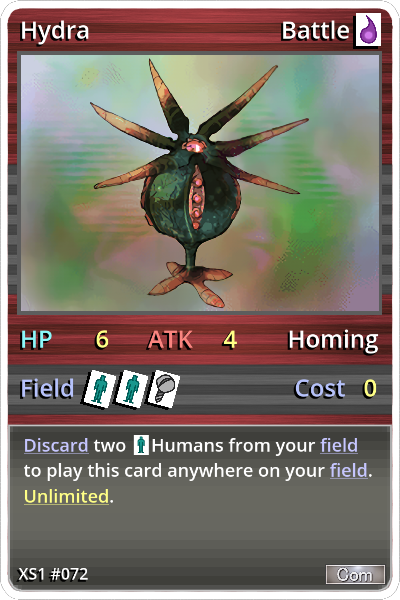 Hydra Battle
HP 6 ATK 4 Homing
Field Cost 0
Discard two Humans from your field
to play this card anywhere on your field.
Unlimited.
XS1 #072 Com